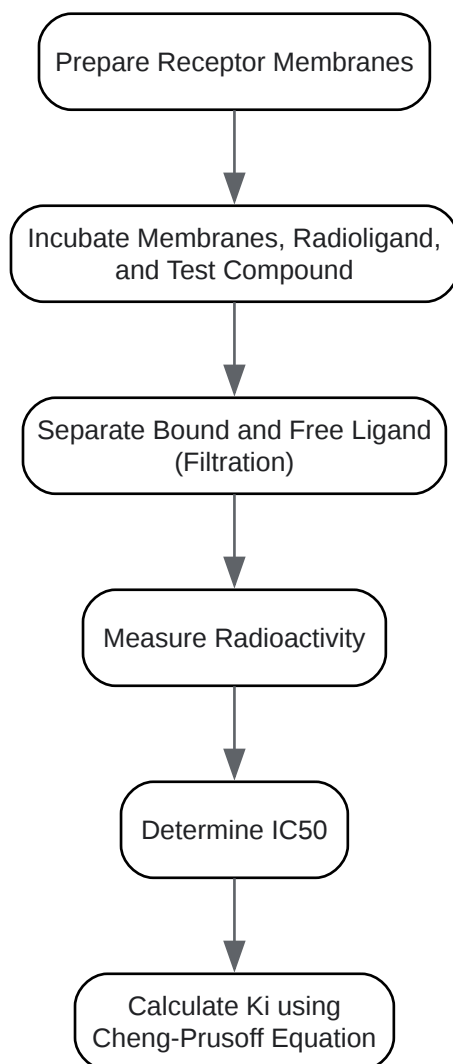 Prepare Receptor Membranes
Incubate Membranes, Radioligand,
and Test Compound
Separate Bound and Free Ligand
(Filtration)
Measure Radioactivity
Determine IC50
Calculate Ki using
Cheng-Prusoff Equation